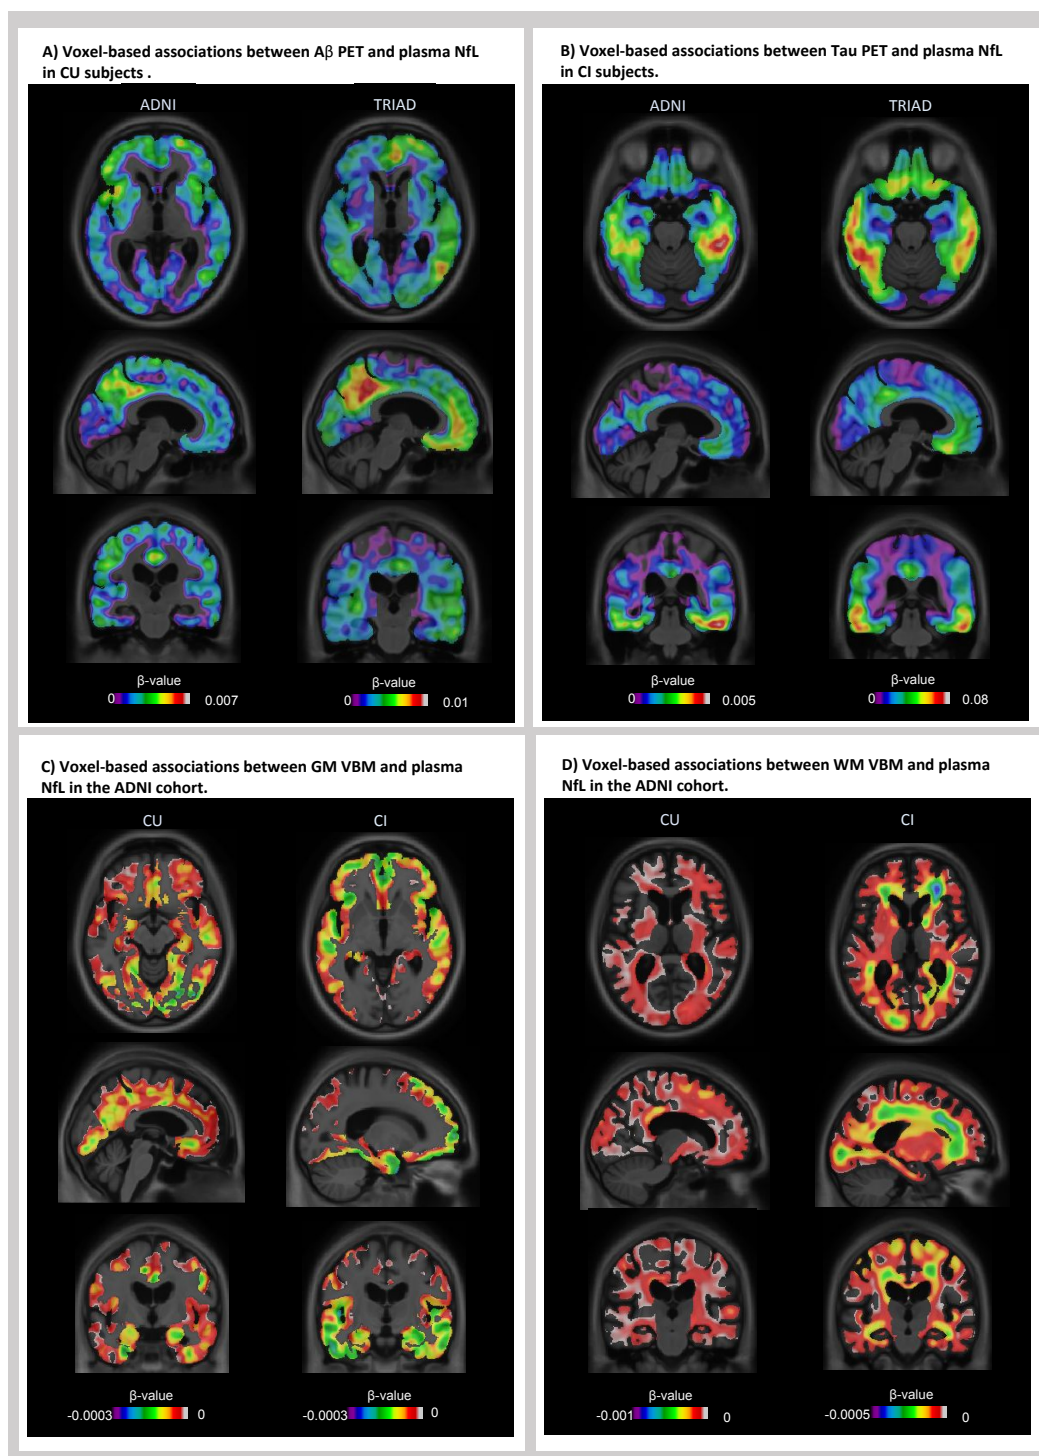 A) Voxel-based associations between Aβ PET and plasma NfL
in CU subjects .
ADNI
TRIAD
β-value
0
0.007
β-value
0
0.01
B) Voxel-based associations between Tau PET and plasma NfL
in CI subjects.
ADNI
TRIAD
β-value
0
0.005
β-value
0
0.08
C) Voxel-based associations between GM VBM and plasma
NfL in the ADNI cohort.
CU
CI
β-value
-0.0003
0
β-value
-0.0003
0
D) Voxel-based associations between WM VBM and plasma
NfL in the ADNI cohort.
CU
CI
β-value
-0.001
0
β-value
-0.0005
0